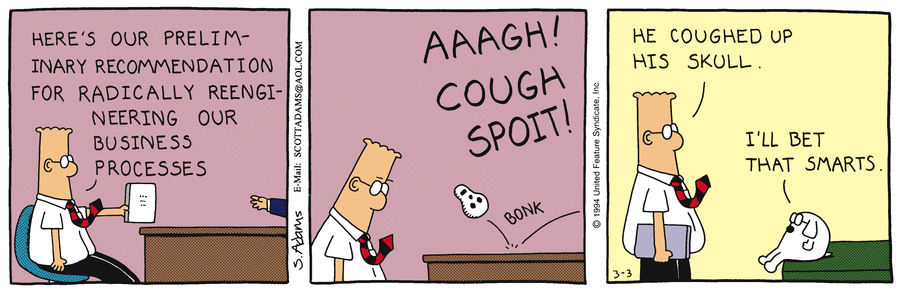 HERE'S OUR PRELIM-
INARY RECOMMENDATION
FOR RADICALLY REENGI-
NEERING OUR
BUSINESS
PROCESSES
S. Adams E-Mail: SCOTTADAMS@AOL.COM
AAAGH!
COUGH
SPOIT!
BONK
© 1994 United Feature Syndicate, Inc.
HE COUGHED UP
HIS SKULL.
I'LL BET
THAT SMARTS.
3-3